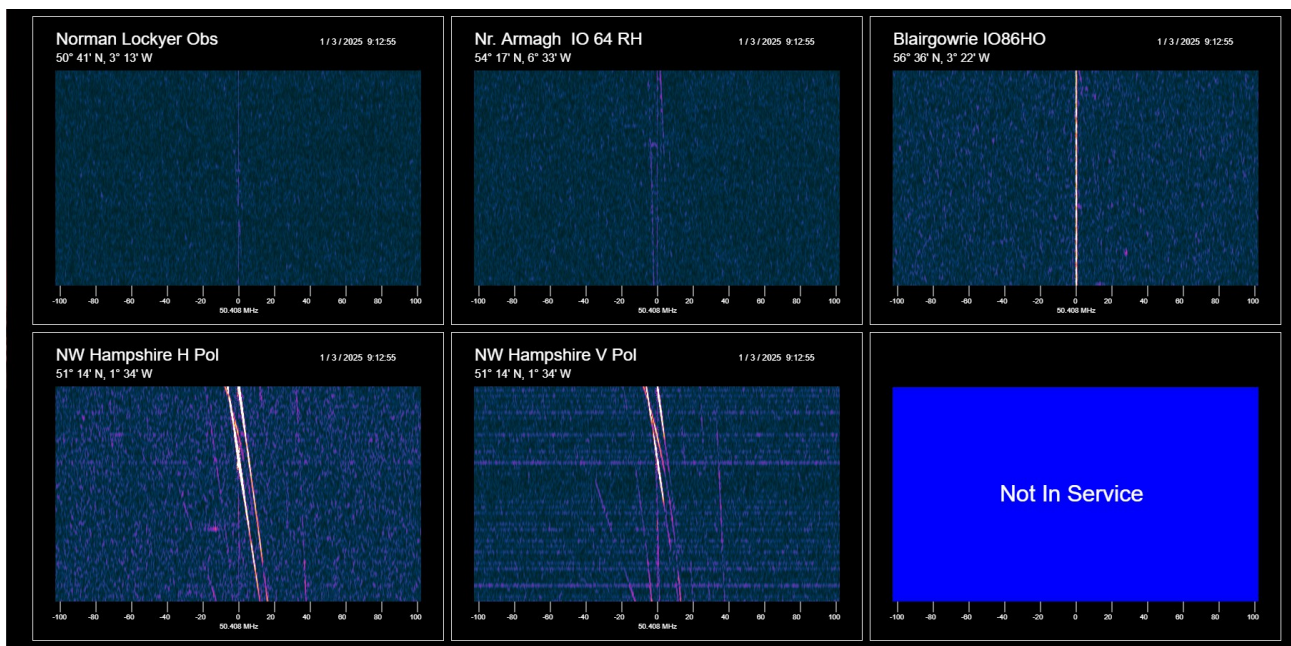 Norman Lockyer Obs
1 / 3 / 2025 9:12:55
50° 41' N, 3° 13' W
-100 -80 -60 -40 -20 0 20 40 60 80 100
50.408 MHz
Nr. Armagh IO 64 RH
1 / 3 / 2025 9:12:55
54° 17' N, 6° 33' W
-100 -80 -60 -40 -20 0 20 40 60 80 100
50.408 MHz
Blairgowrie IO86HO
1 / 3 / 2025 9:12:55
56° 36' N, 3° 22' W
-100 -80 -60 -40 -20 0 20 40 60 80 100
50.408 MHz
NW Hampshire H Pol
1 / 3 / 2025 9:12:55
51° 14' N, 1° 34' W
-100 -80 -60 -40 -20 0 20 40 60 80 100
50.408 MHz
NW Hampshire V Pol
1 / 3 / 2025 9:12:55
51° 14' N, 1° 34' W
-100 -80 -60 -40 -20 0 20 40 60 80 100
50.408 MHz
Not In Service
-100 -80 -60 -40 -20 0 20 40 60 80 100
50.408 MHz